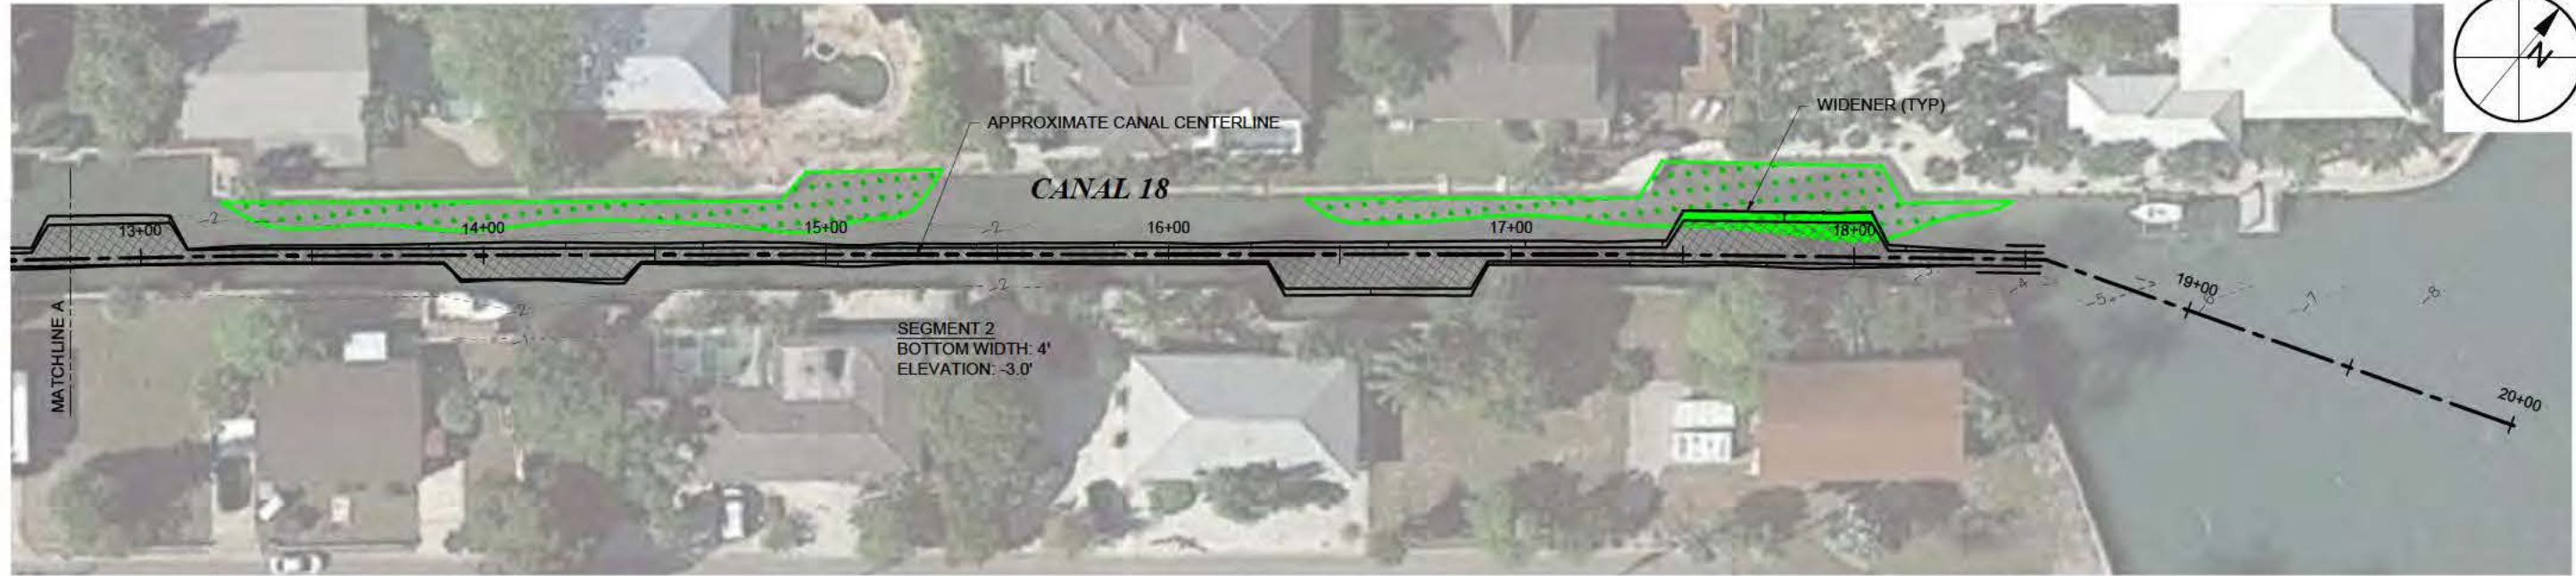 N
WIDENER (TYP)
APPROXIMATE CANAL CENTERLINE
CANAL 18
-2
13+00
14+00
15+00
-2
16+00
17+00
18+00
-3
-4
-5
19+00
-7
-8
-2
-2
-1
20+00
MATCHLINE A
SEGMENT 2
BOTTOM WIDTH: 4'
ELEVATION: -3.0'